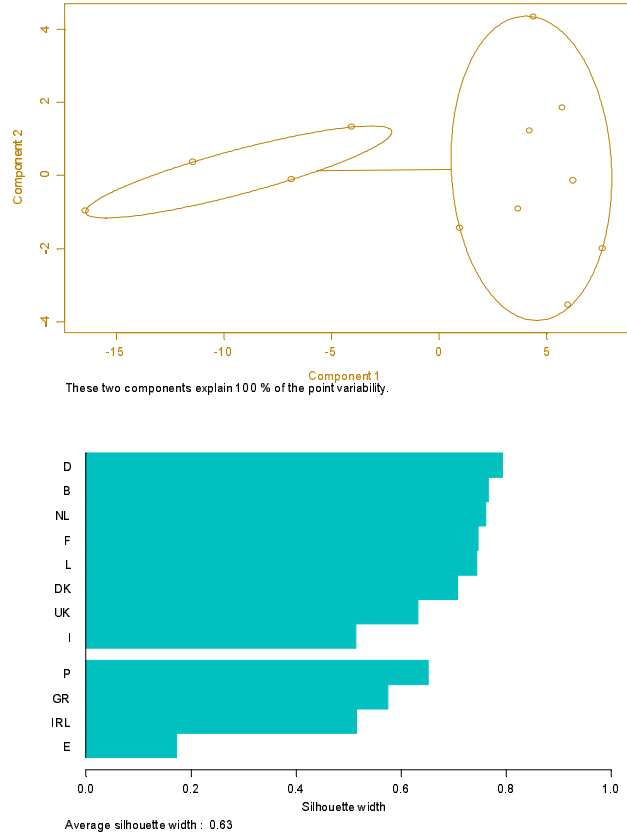 4
2
0
-2
-4
Component 2
-15 -10 -5 0 5
Component 1
These two components explain 100 % of the point variability.
D
B
NL
F
L
DK
UK
I
P
GR
IRL
E
0.0 0.2 0.4 0.6 0.8 1.0
Silhouette width
Average silhouette width : 0.63